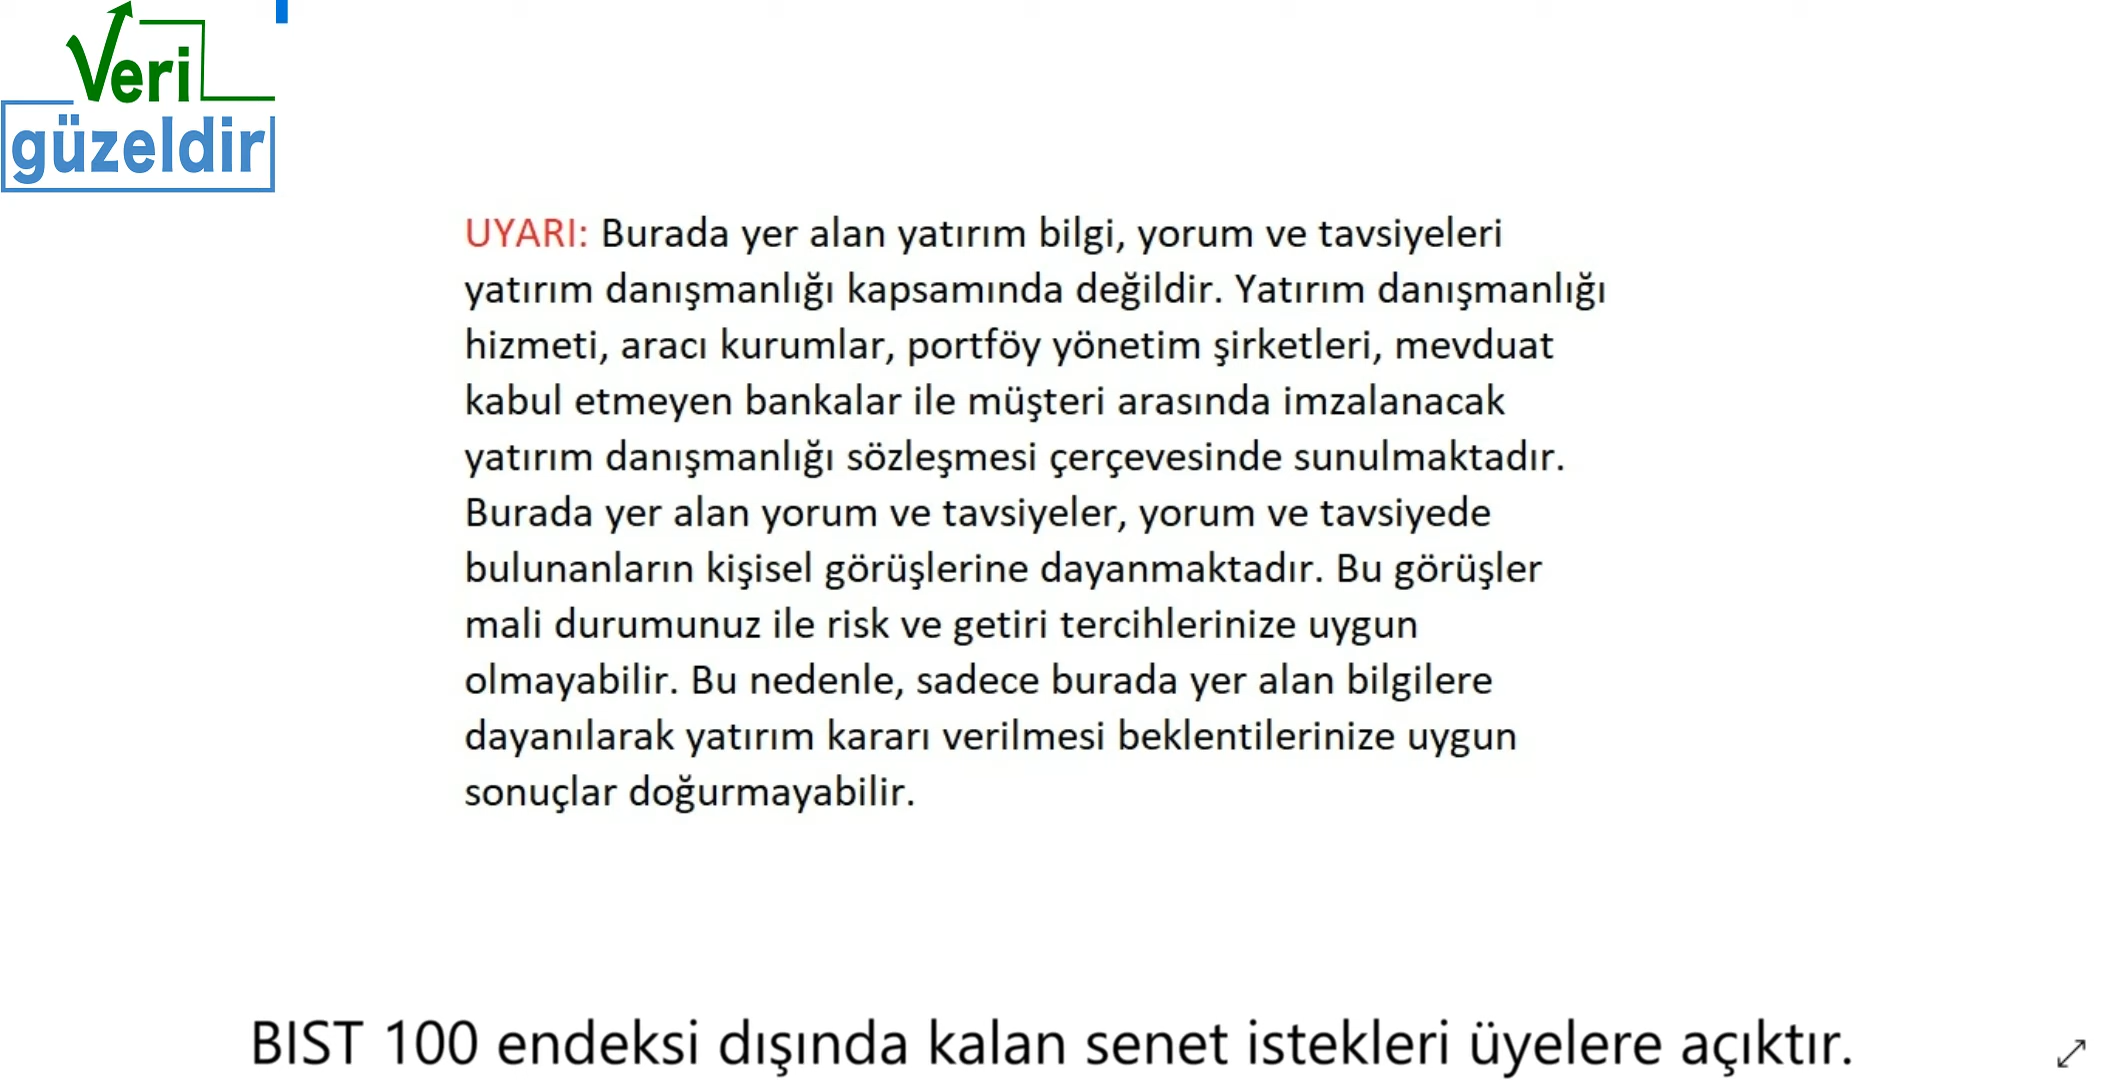 Veri
güzeldir
UYARI: Burada yer alan yatırım bilgi, yorum ve tavsiyeleri
yatırım danışmanlığı kapsamında değildir. Yatırım danışmanlığı
hizmeti, aracı kurumlar, portföy yönetim şirketleri, mevduat
kabul etmeyen bankalar ile müşteri arasında imzalanacak
yatırım danışmanlığı sözleşmesi çerçevesinde sunulmaktadır.
Burada yer alan yorum ve tavsiyeler, yorum ve tavsiyede
bulunanların kişisel görüşlerine dayanmaktadır. Bu görüşler
mali durumunuz ile risk ve getiri tercihlerinize uygun
olmayabilir. Bu nedenle, sadece burada yer alan bilgilere
dayanılarak yatırım kararı verilmesi beklentilerinize uygun
sonuçlar doğurmayabilir.
BIST 100 endeksi dışında kalan senet istekleri üyelere açıktır.